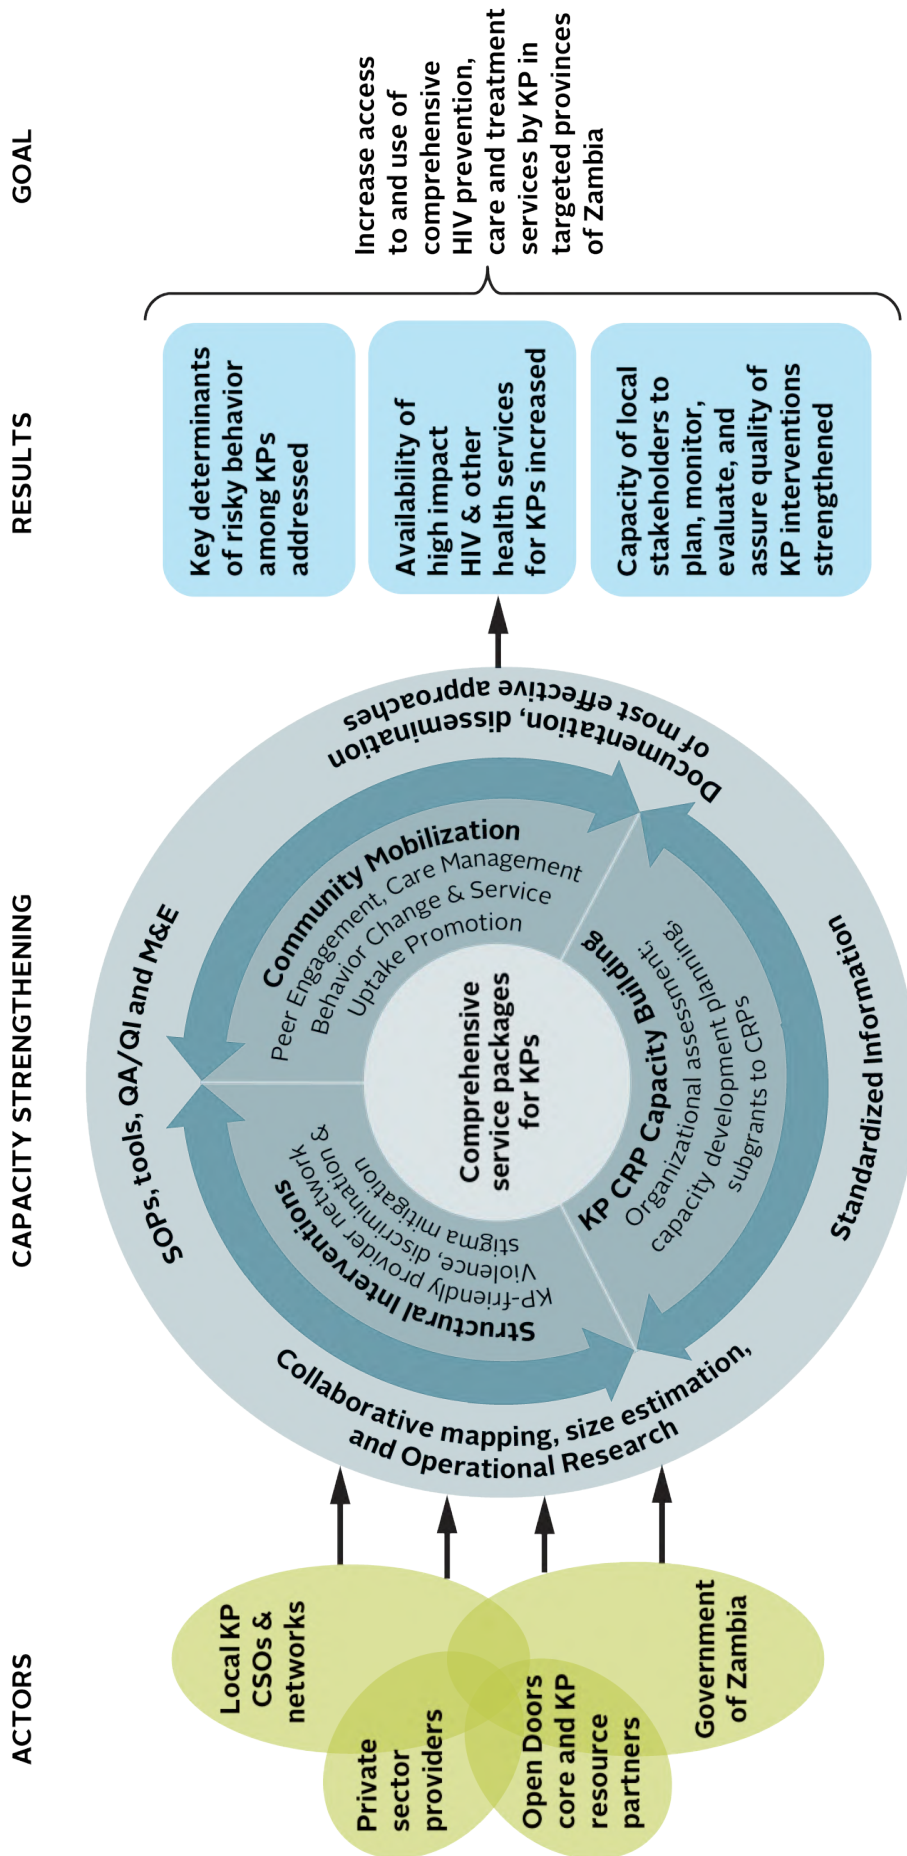 ACTORS
CAPACITY STRENGTHENING
RESULTS
GOAL
Local KP
CSOs &
networks
Private
sector
providers
Open Doors
core and KP
resource
partners
Government
of Zambia
SOPs, tools, QA/QI and M&E
Collaborative mapping, size estimation,
and Operational Research
Documentation, dissemination
of most effective approaches
Standardized Information
Structural Interventions
KP-friendly provider network
Violence, discrimination &
stigma mitigation
Community Mobilization
Peer Engagement, Care Management
Behavior Change & Service
Uptake Promotion
KP CRP Capacity Building
Organizational assessment;
capacity development planning,
subgrants to CRPs
Comprehensive
service packages
for KPs
Key determinants
of risky behavior
among KPs
addressed
Availability of
high impact
HIV & other
health services
for KPs increased
Capacity of local
stakeholders to
plan, monitor,
evaluate, and
assure quality of
KP interventions
strengthened
Increase access
to and use of
comprehensive
HIV prevention,
care and treatment
services by KP in
targeted provinces
of Zambia